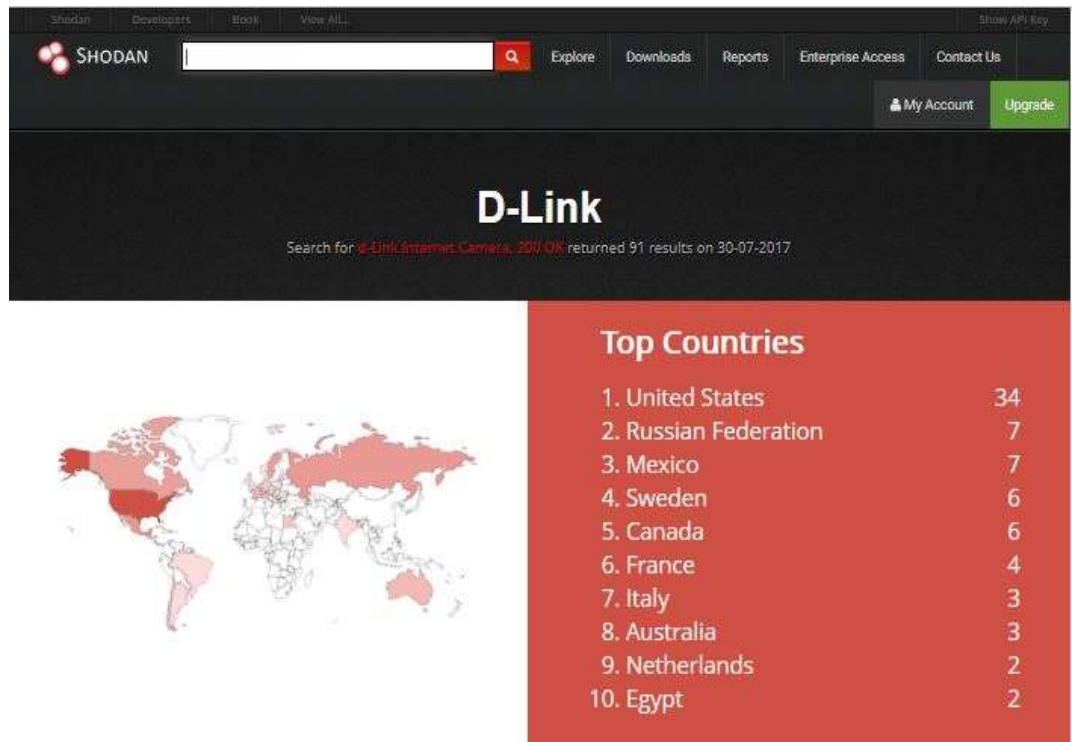 Shodan Developers Book View All... Show API Key
SHODAN Explore Downloads Reports Enterprise Access Contact Us
My Account Upgrade
D-Link
Search for d-Link Internet Camera, 200 OK returned 91 results on 30-07-2017
Top Countries
1. United States 34
2. Russian Federation 7
3. Mexico 7
4. Sweden 6
5. Canada 6
6. France 4
7. Italy 3
8. Australia 3
9. Netherlands 2
10. Egypt 2